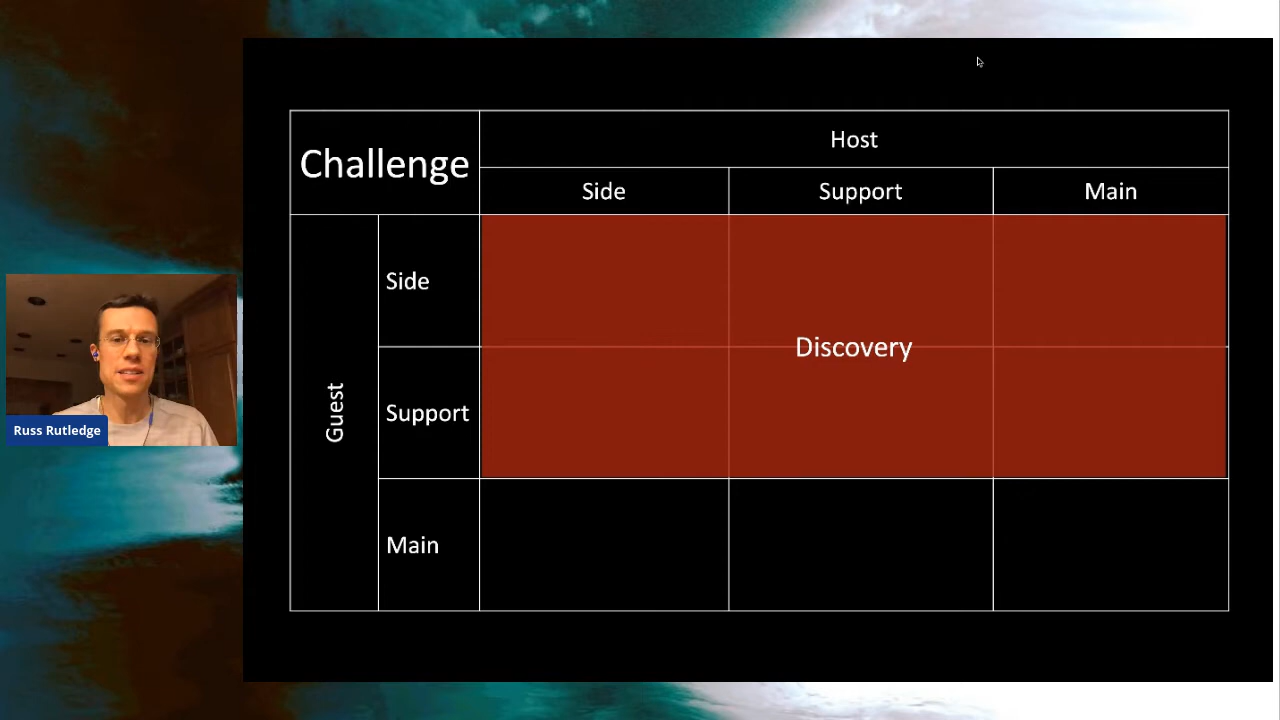 Challenge
Host
Side
Support
Main
Side
Discovery
Guest
Support
Main
Russ Rutledge